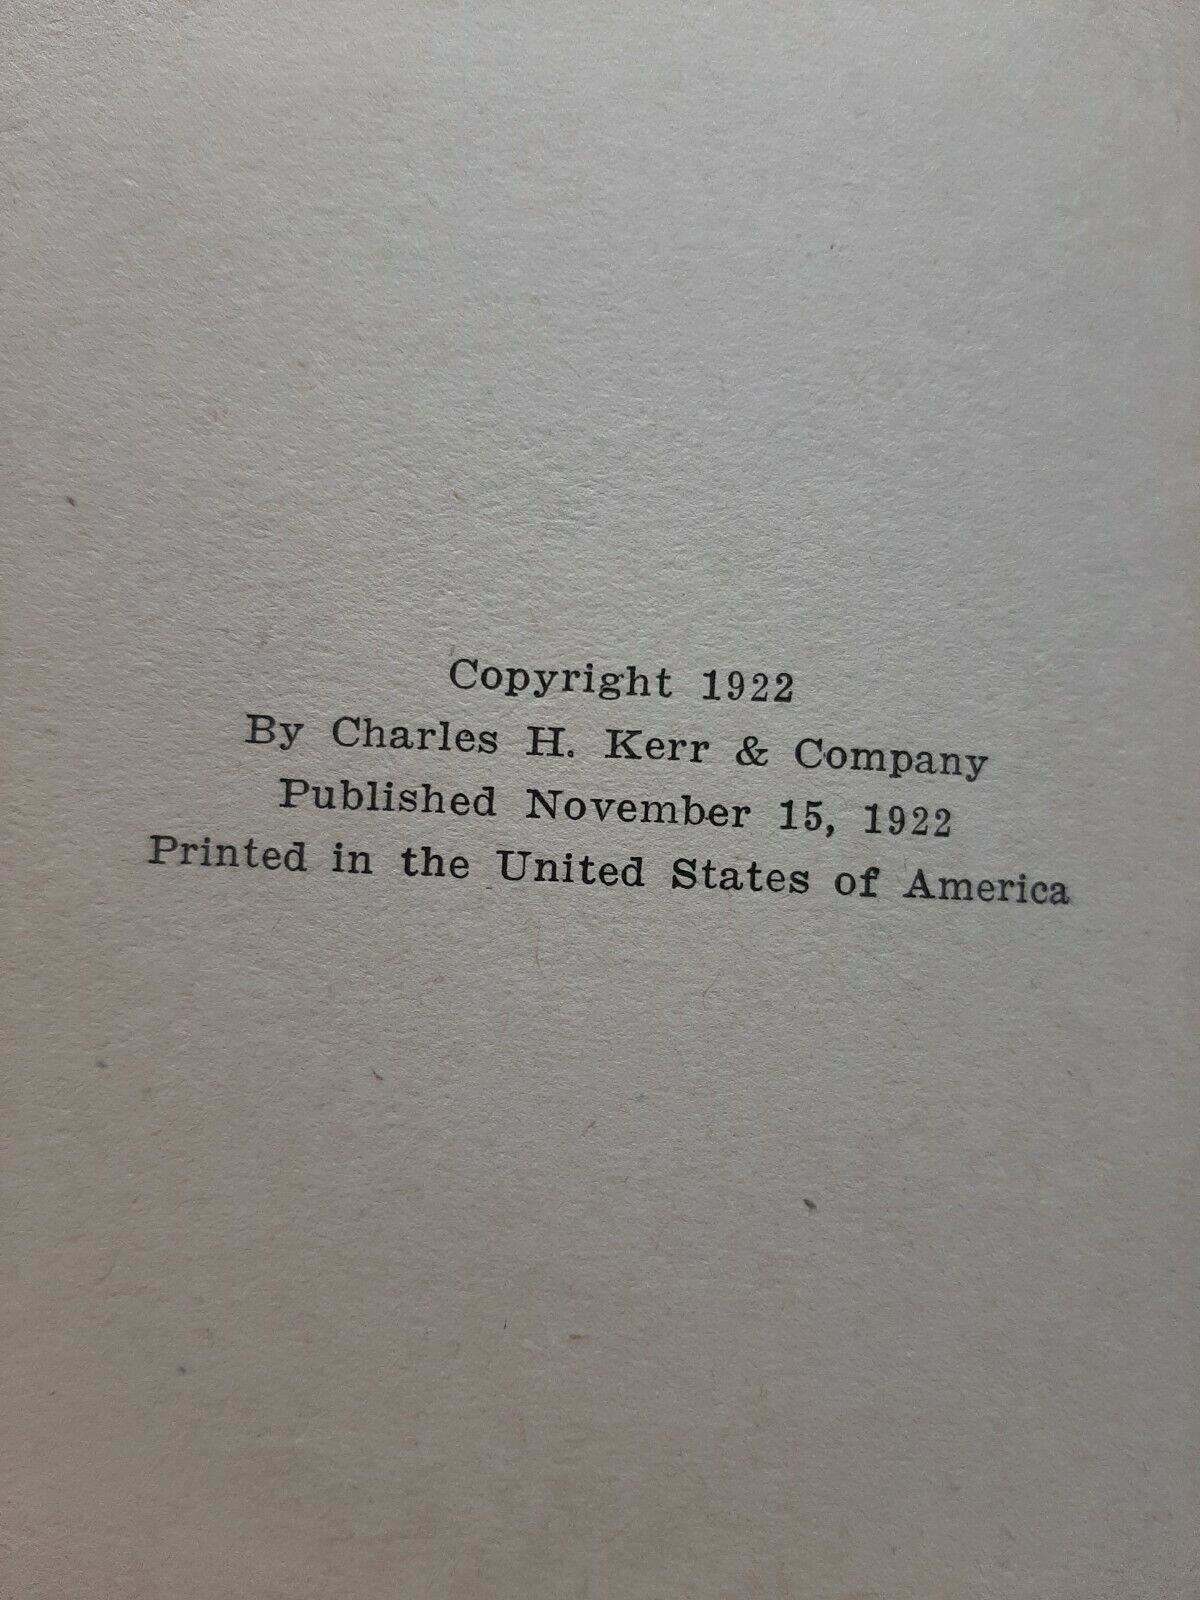 Copyright 1922
By Charles H. Kerr & Company
Published November 15, 1922
Printed in the United States of America